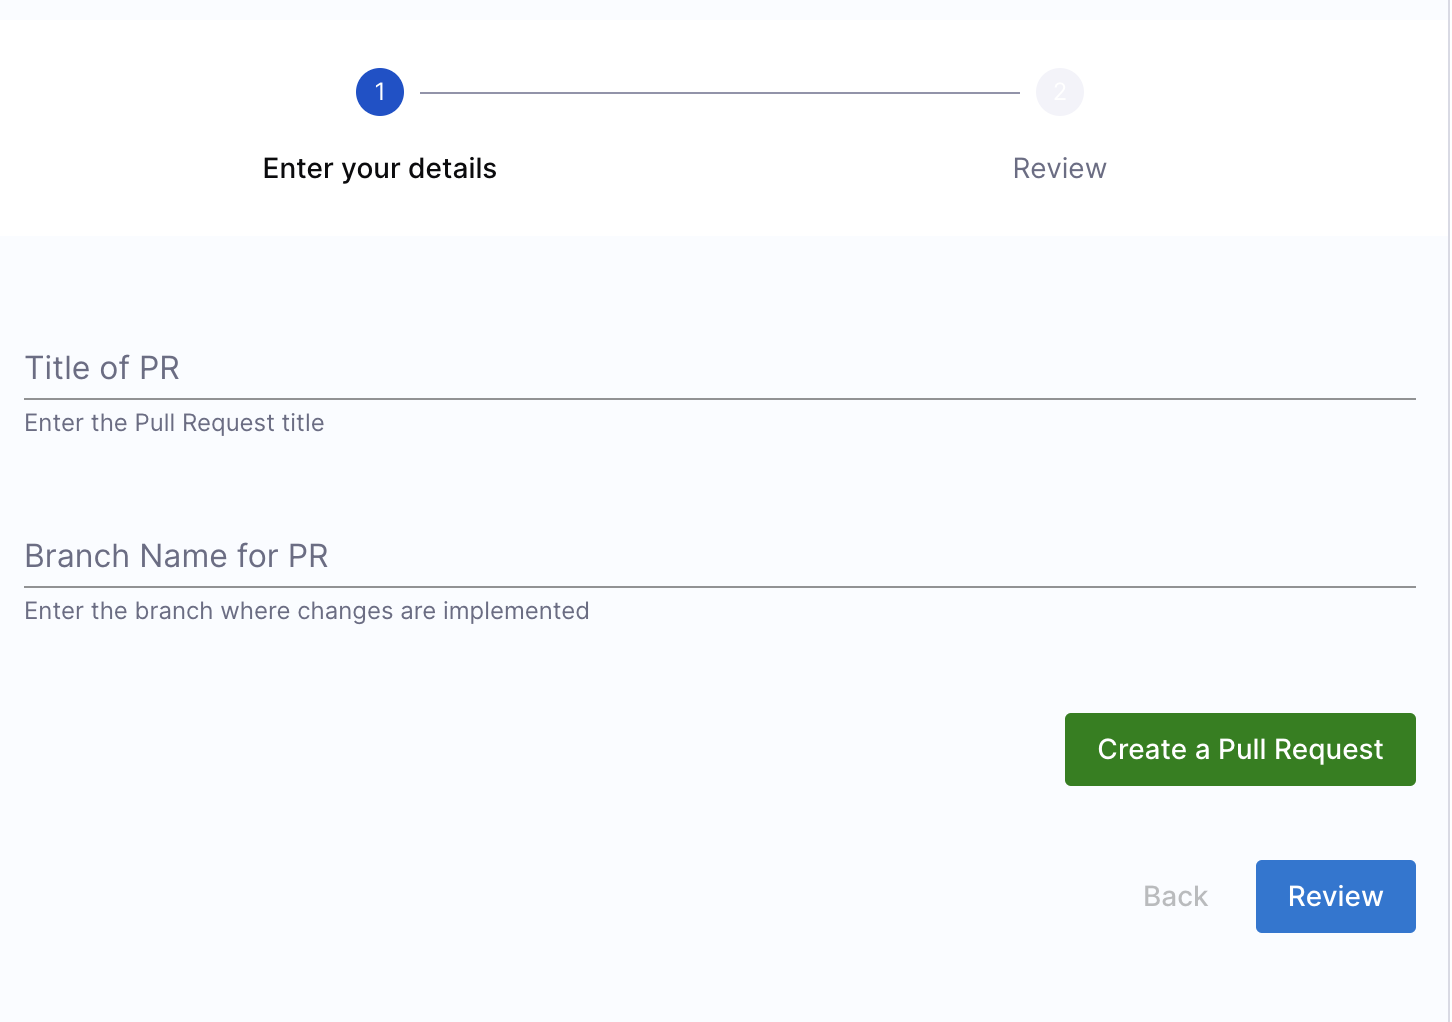 1
2
Enter your details
Review
Title of PR
Enter the Pull Request title
Branch Name for PR
Enter the branch where changes are implemented
Create a Pull Request
Back
Review